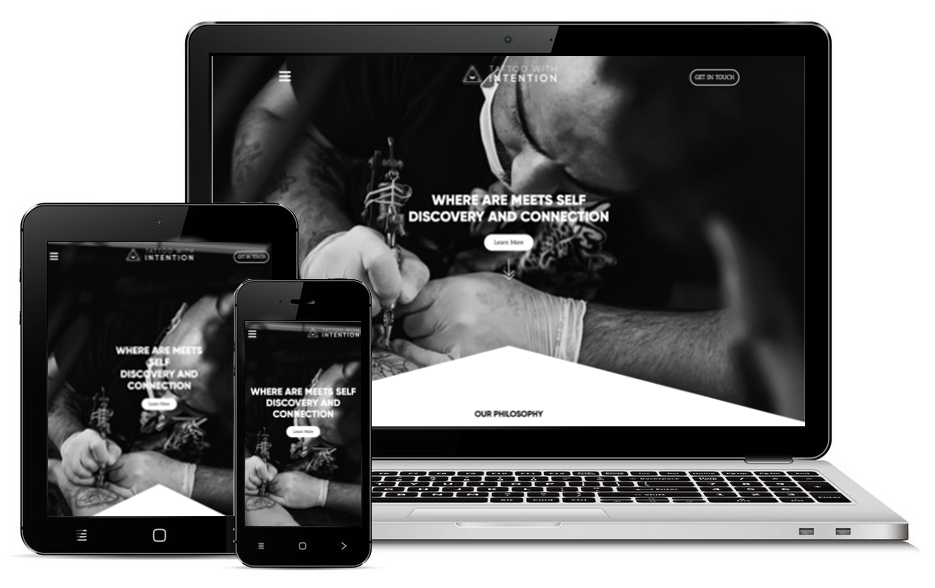 TATTOO WITH
INTENTION
GET IN TOUCH
WHERE ARE MEETS SELF
DISCOVERY AND CONNECTION
Learn More
OUR PHILOSOPHY
TATTOO WITH
INTENTION
GET IN TOUCH
WHERE ARE MEETS
SELF
DISCOVERY AND
CONNECTION
Learn More
TATTOO WITH
INTENTION
WHERE ARE MEETS SELF
DISCOVERY AND
CONNECTION
Learn More